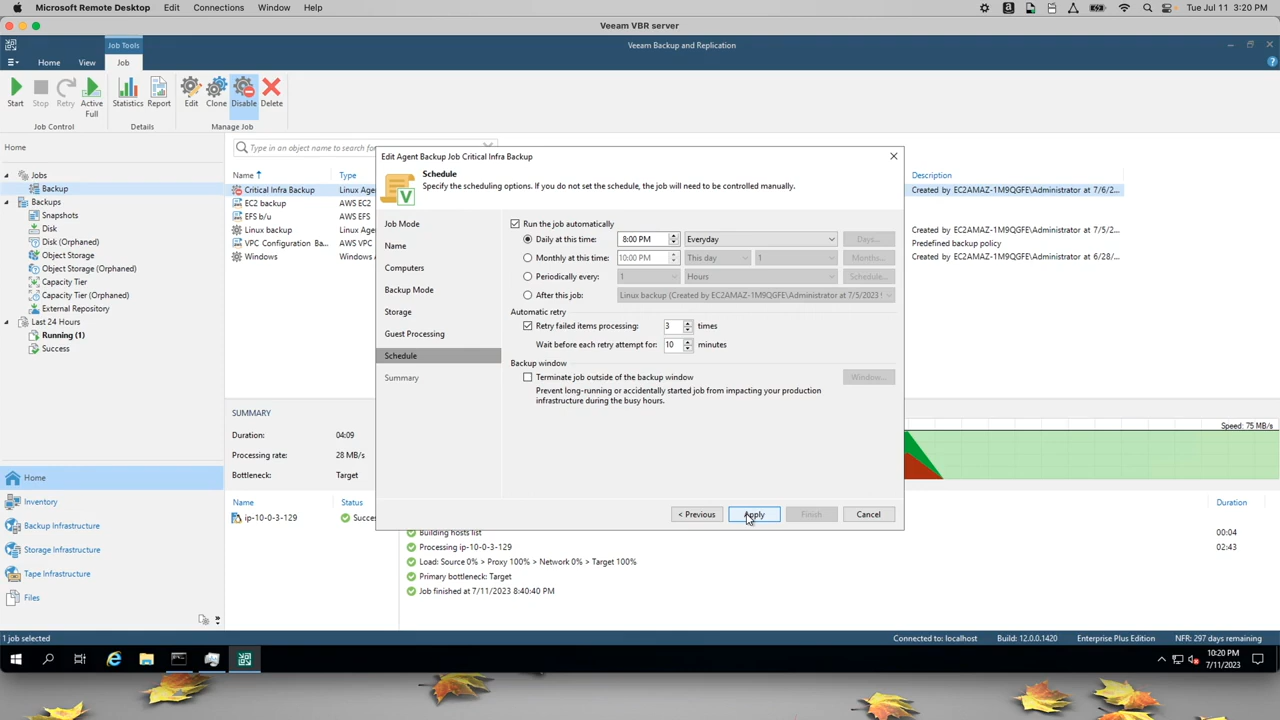 Microsoft Remote Desktop Edit Connections Window Help
Tue Jul 11 3:20 PM
Veeam VBR server
Job Tools
Veeam Backup and Replication
Home View Job
Start Stop Retry Active Full
Statistics Report
Edit Clone Disable Delete
Job Control Details Manage Job
Home
Type in an object name to search for
Jobs
Backup
Backups
Snapshots
Disk
Disk (Orphaned)
Object Storage
Object Storage (Orphaned)
Capacity Tier
Capacity Tier (Orphaned)
External Repository
Last 24 Hours
Running (1)
Success
Home
Inventory
Backup Infrastructure
Storage Infrastructure
Tape Infrastructure
Files
Name Type
Critical Infra Backup Linux Age
EC2 backup AWS EC2
EFS b/u AWS EFS
Linux backup Linux Age
VPC Configuration Ba... AWS VPC
Windows Windows
Description
Created by EC2AMAZ-1M9QGFE\Administrator at 7/6/2...
Created by EC2AMAZ-1M9QGFE\Administrator at 7/5/2...
Predefined backup policy
Created by EC2AMAZ-1M9QGFE\Administrator at 6/28/...
Edit Agent Backup Job Critical Infra Backup
Schedule
Specify the scheduling options. If you do not set the schedule, the job will need to be controlled manually.
Job Mode
Name
Computers
Backup Mode
Storage
Guest Processing
Schedule
Summary
Run the job automatically
Daily at this time: 8:00 PM Everyday Days...
Monthly at this time: 10:00 PM This day 1 Months...
Periodically every: 1 Hours Schedule...
After this job: Linux backup (Created by EC2AMAZ-1M9QGFE\Administrator at 7/5/2023
Automatic retry
Retry failed items processing: 3 times
Wait before each retry attempt for: 10 minutes
Backup window
Terminate job outside of the backup window Window...
Prevent long-running or accidentally started job from impacting your production
infrastructure during the busy hours.
< Previous Apply Finish Cancel
SUMMARY
Duration: 04:09
Processing rate: 28 MB/s
Bottleneck: Target
Speed: 75 MB/s
Name Status
ip-10-0-3-129 Succe
Duration
Building hosts list 00:04
Processing ip-10-0-3-129 02:43
Load: Source 0% > Proxy 100% > Network 0% > Target 100%
Primary bottleneck: Target
Job finished at 7/11/2023 8:40:40 PM
1 job selected
Connected to: localhost Build: 12.0.0.1420 Enterprise Plus Edition NFR: 297 days remaining
10:20 PM
7/11/2023